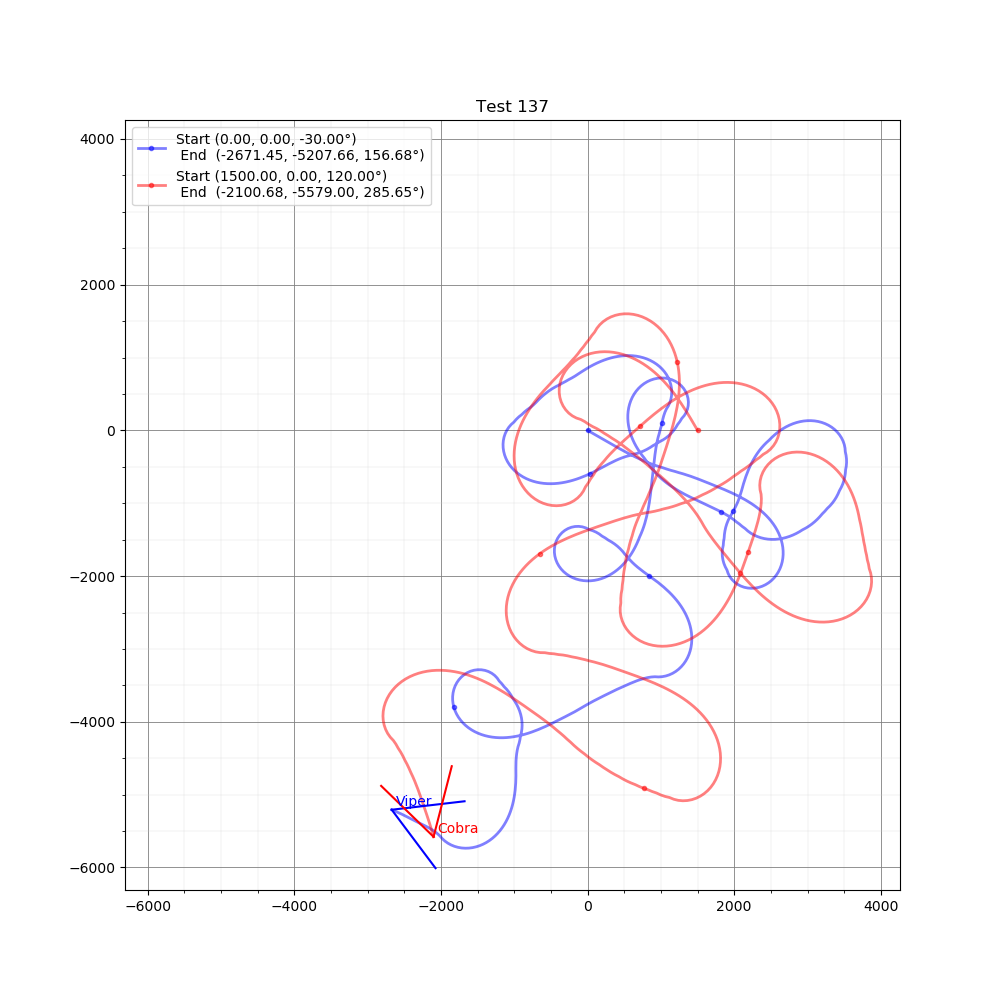 Test 137
Start (0.00, 0.00, -30.00°)
End (-2671.45, -5207.66, 156.68°)
Start (1500.00, 0.00, 120.00°)
End (-2100.68, -5579.00, 285.65°)
4000
2000
0
−2000
−4000
−6000
Viper
Cobra
−6000 −4000 −2000 0 2000 4000